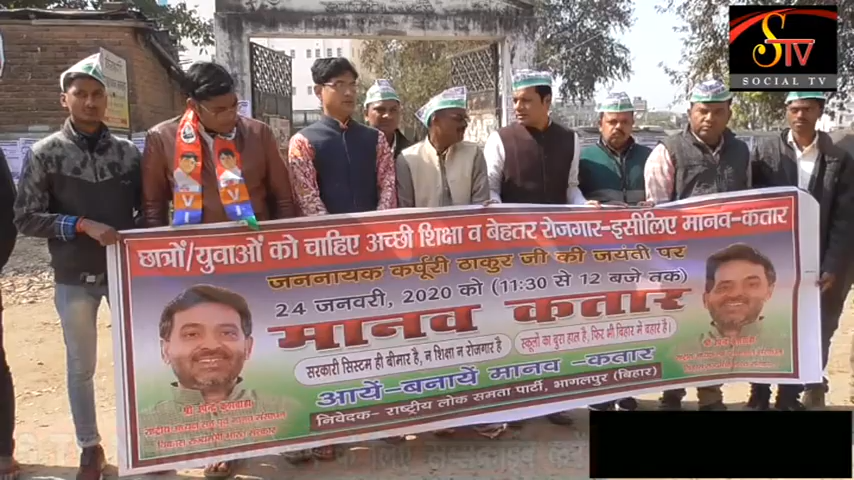 STV
SOCIAL TV
छात्रों/युवाओं को चाहिए अच्छी शिक्षा व बेहतर रोजगार-इसीलिए मानव-कतार
जननायक कर्पूरी ठाकुर जी की जयंती पर
24 जनवरी, 2020 को (11:30 से 12 बजे तक)
मानव कतार
सरकारी सिस्टम ही बीमार है, न शिक्षा न रोजगार है।
स्कूलों का बुरा हाल है, फिर भी बिहार में बहार है।
आयें -बनायें मानव -कतार
निवेदक- राष्ट्रीय लोक समता पार्टी, भागलपुर (बिहार)